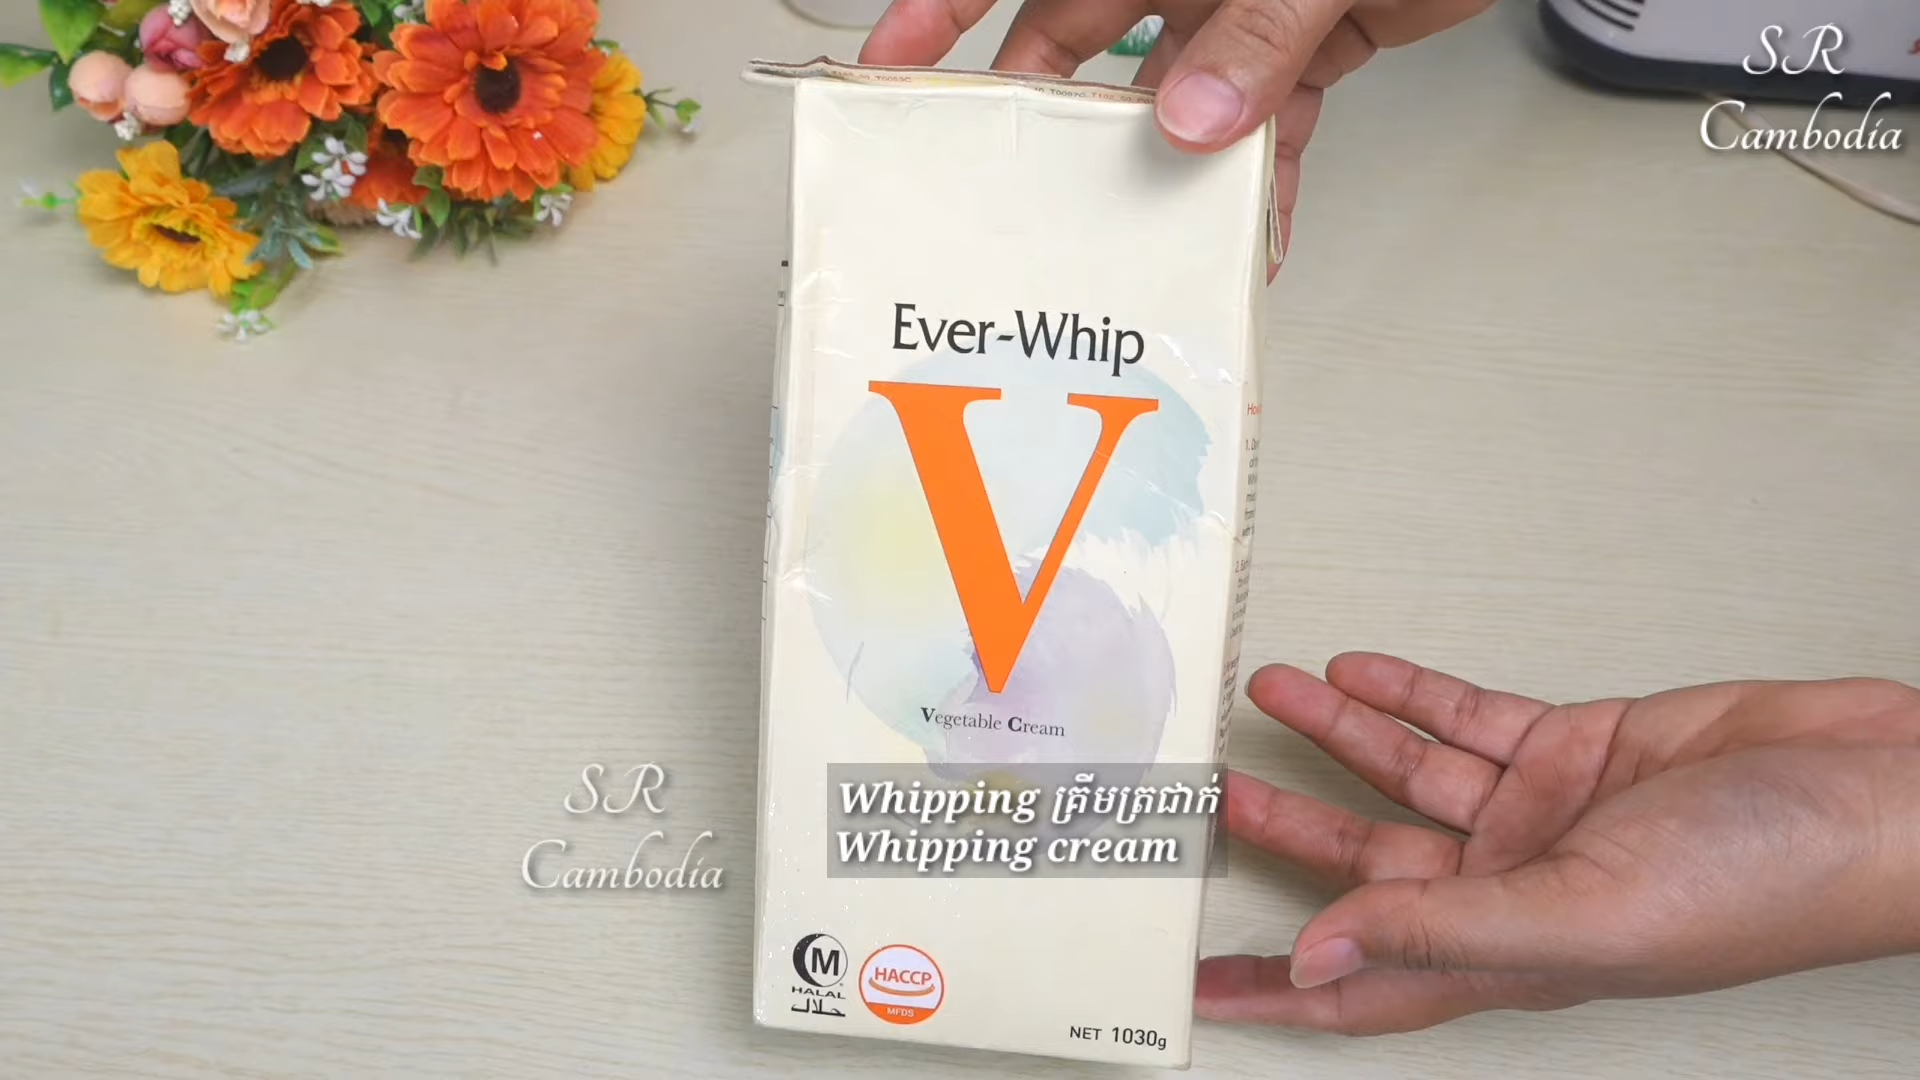 SR
Cambodia
Ever-Whip
V
Vegetable Cream
Whipping គ្រីមត្រជាក់
Whipping cream
SR
Cambodia
M
HALAL
حلال
HACCP
MFDS
NET 1030g